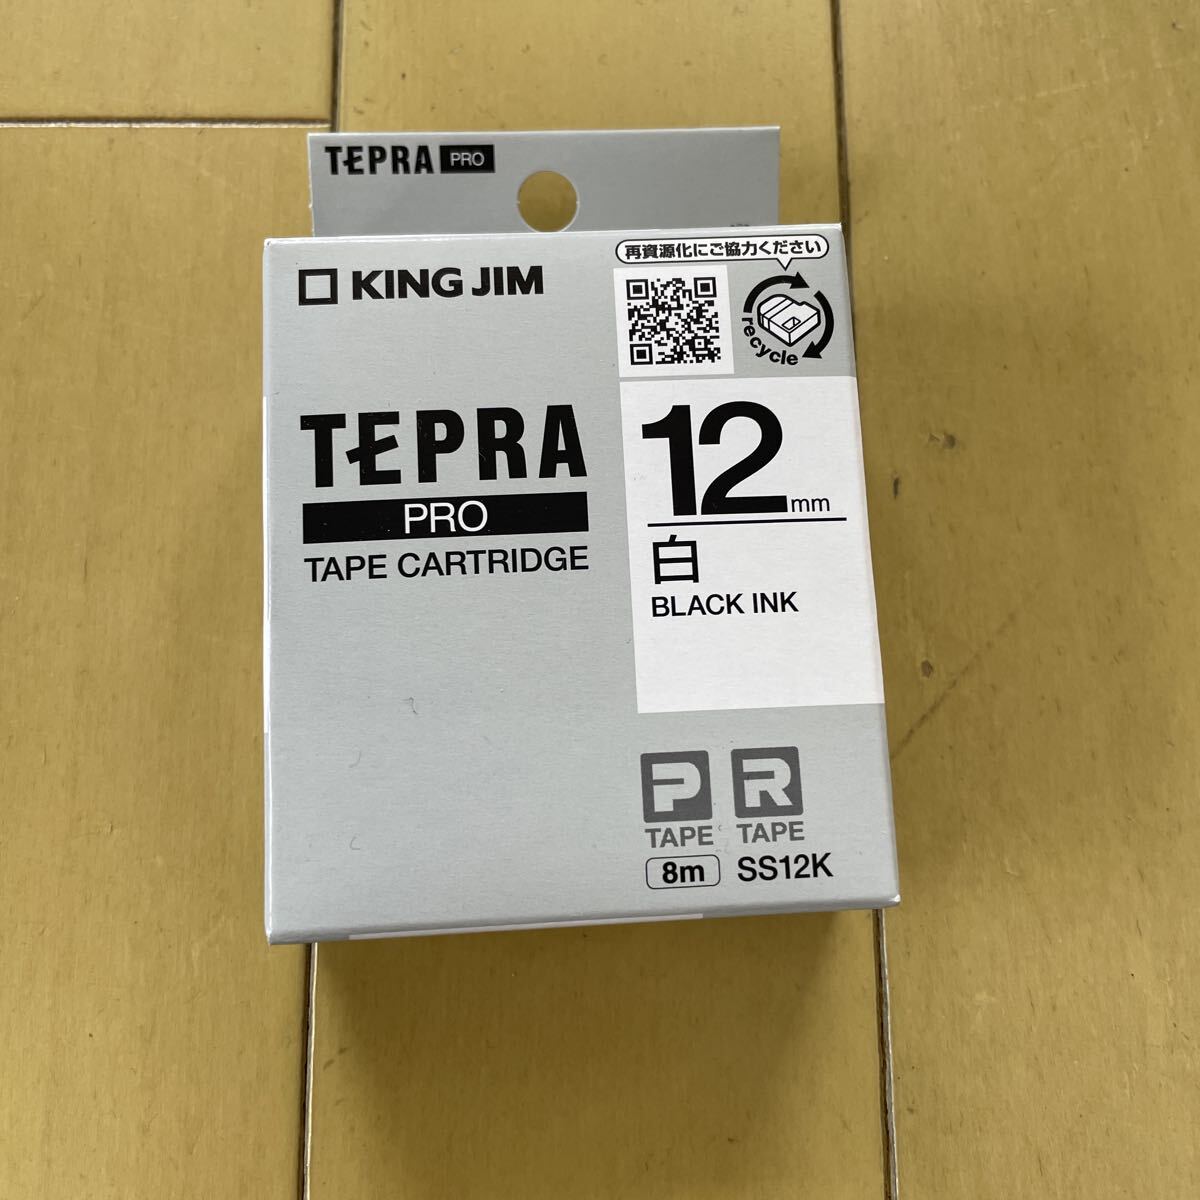 TEPRA PRO
再資源化にご協力ください
KING JIM
recycle
TEPRA
PRO
TAPE CARTRIDGE
12mm
白
BLACK INK
P R
TAPE TAPE
8m SS12K